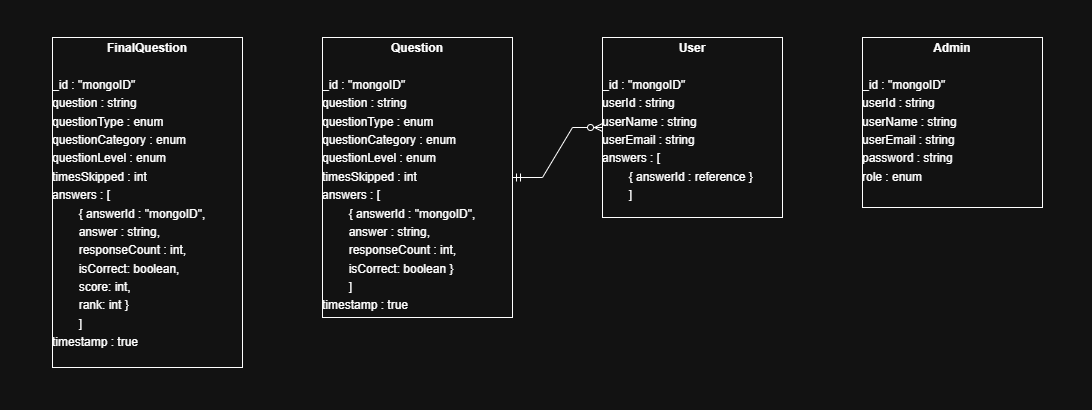 FinalQuestion
_id : "mongoID"
question : string
questionType : enum
questionCategory : enum
questionLevel : enum
timesSkipped : int
answers : [
{ answerId : "mongoID",
answer : string,
responseCount : int,
isCorrect: boolean,
score: int,
rank: int }
]
timestamp : true
Question
_id : "mongoID"
question : string
questionType : enum
questionCategory : enum
questionLevel : enum
timesSkipped : int
answers : [
{ answerId : "mongoID",
answer : string,
responseCount : int,
isCorrect: boolean }
]
timestamp : true
User
_id : "mongoID"
userId : string
userName : string
userEmail : string
answers : [
{ answerId : reference }
]
Admin
_id : "mongoID"
userId : string
userName : string
userEmail : string
password : string
role : enum